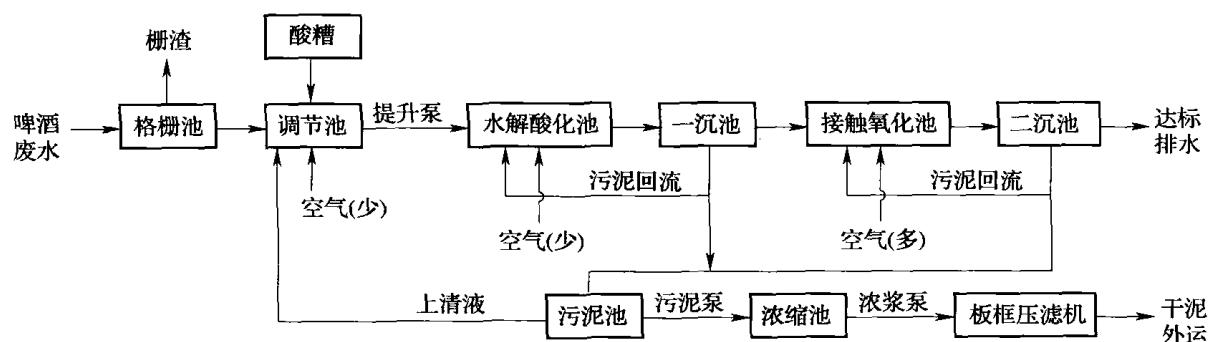 栅渣
酸糟
啤酒
废水
格栅池
调节池
提升泵
水解酸化池
一沉池
接触氧化池
二沉池
达标
排水
空气(少)
污泥回流
空气(少)
污泥回流
空气(多)
上清液
污泥池
污泥泵
浓缩池
浓浆泵
板框压滤机
干泥
外运